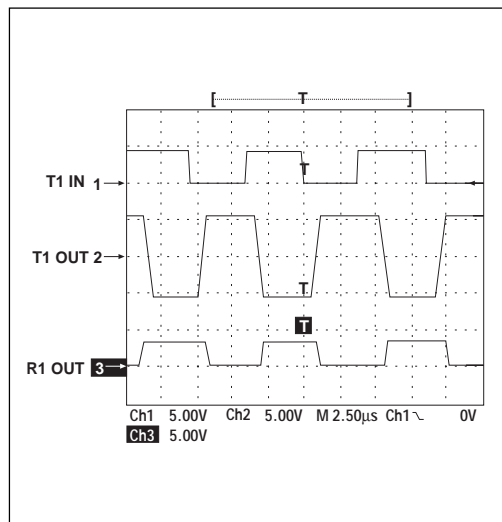 [ T ]
T1 IN 1
T
T1 OUT 2
T
T
R1 OUT 3
Ch1 5.00V Ch2 5.00V M 2.50µs Ch1 0V
Ch3 5.00V